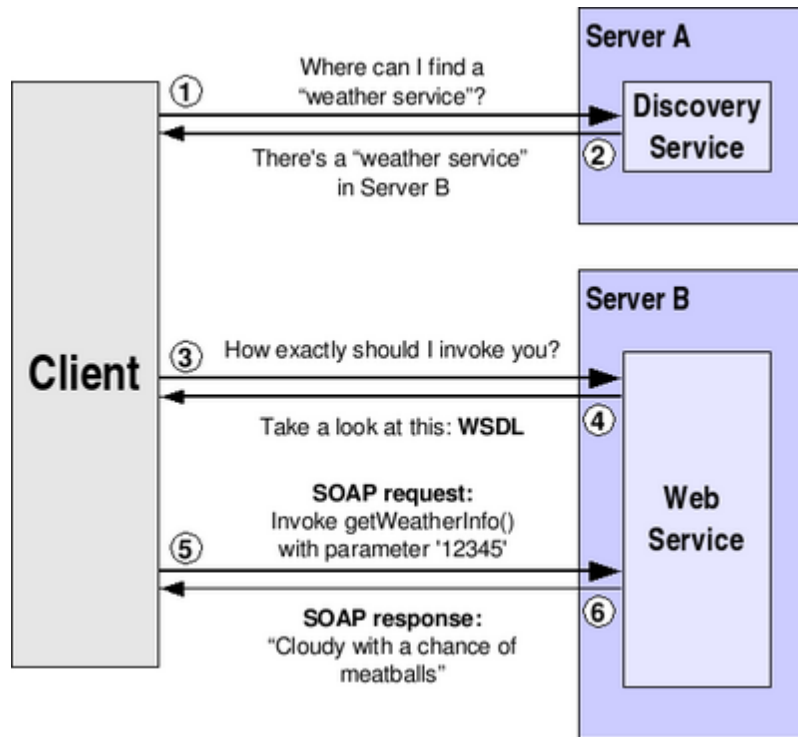 Server A
①
Where can I find a
“weather service”?
Discovery
Service
②
There's a “weather service”
in Server B
Server B
Client
③
How exactly should I invoke you?
Take a look at this: WSDL
④
SOAP request:
Invoke getWeatherInfo()
with parameter '12345'
⑤
Web
Service
⑥
SOAP response:
“Cloudy with a chance of
meatballs”